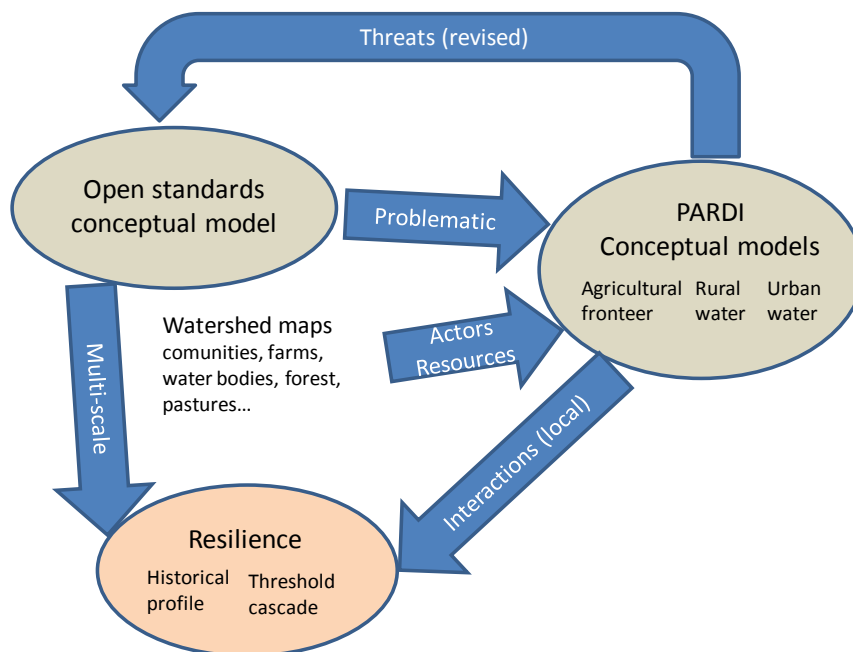 Threats (revised)
Open standards
conceptual model
Problematic
PARDI
Conceptual models
Agricultural
fronteer
Rural
water
Urban
water
Watershed maps
comunities, farms,
water bodies, forest,
pastures…
Actors
Resources
Multi-scale
Interactions (local)
Resilience
Historical
profile
Threshold
cascade